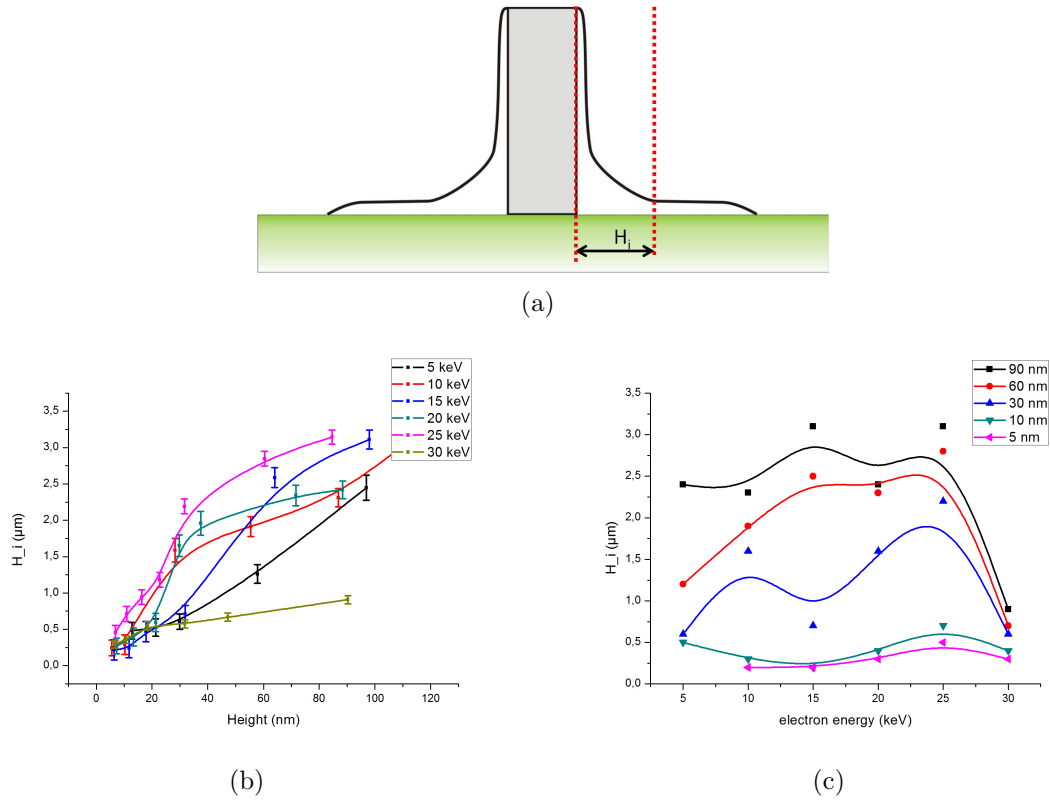 H_i
(a)
5 keV
10 keV
15 keV
20 keV
25 keV
30 keV
3,5
3,0
2,5
2,0
1,5
1,0
0,5
0,0
H_i (µm)
0 20 40 60 80 100 120
Height (nm)
(b)
90 nm
60 nm
30 nm
10 nm
5 nm
3,5
3,0
2,5
2,0
1,5
1,0
0,5
0,0
H_i (µm)
5 10 15 20 25 30
electron energy (keV)
(c)